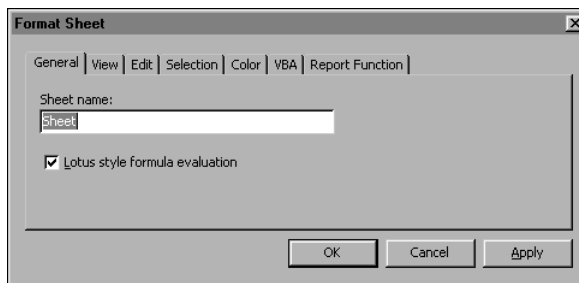 Format Sheet
General View Edit Selection Color VBA Report Function
Sheet name:
Sheet
Lotus style formula evaluation
OK Cancel Apply